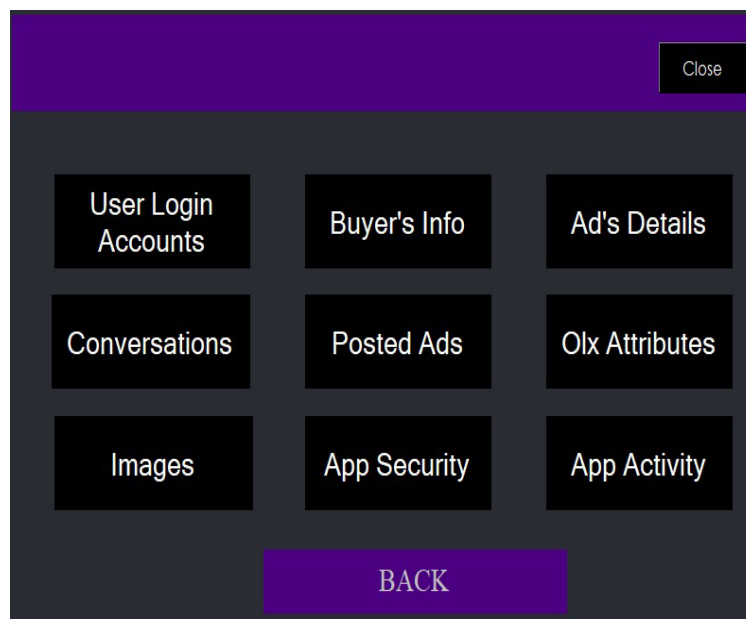 Close
User Login
Accounts
Buyer's Info
Ad's Details
Conversations
Posted Ads
Olx Attributes
Images
App Security
App Activity
BACK